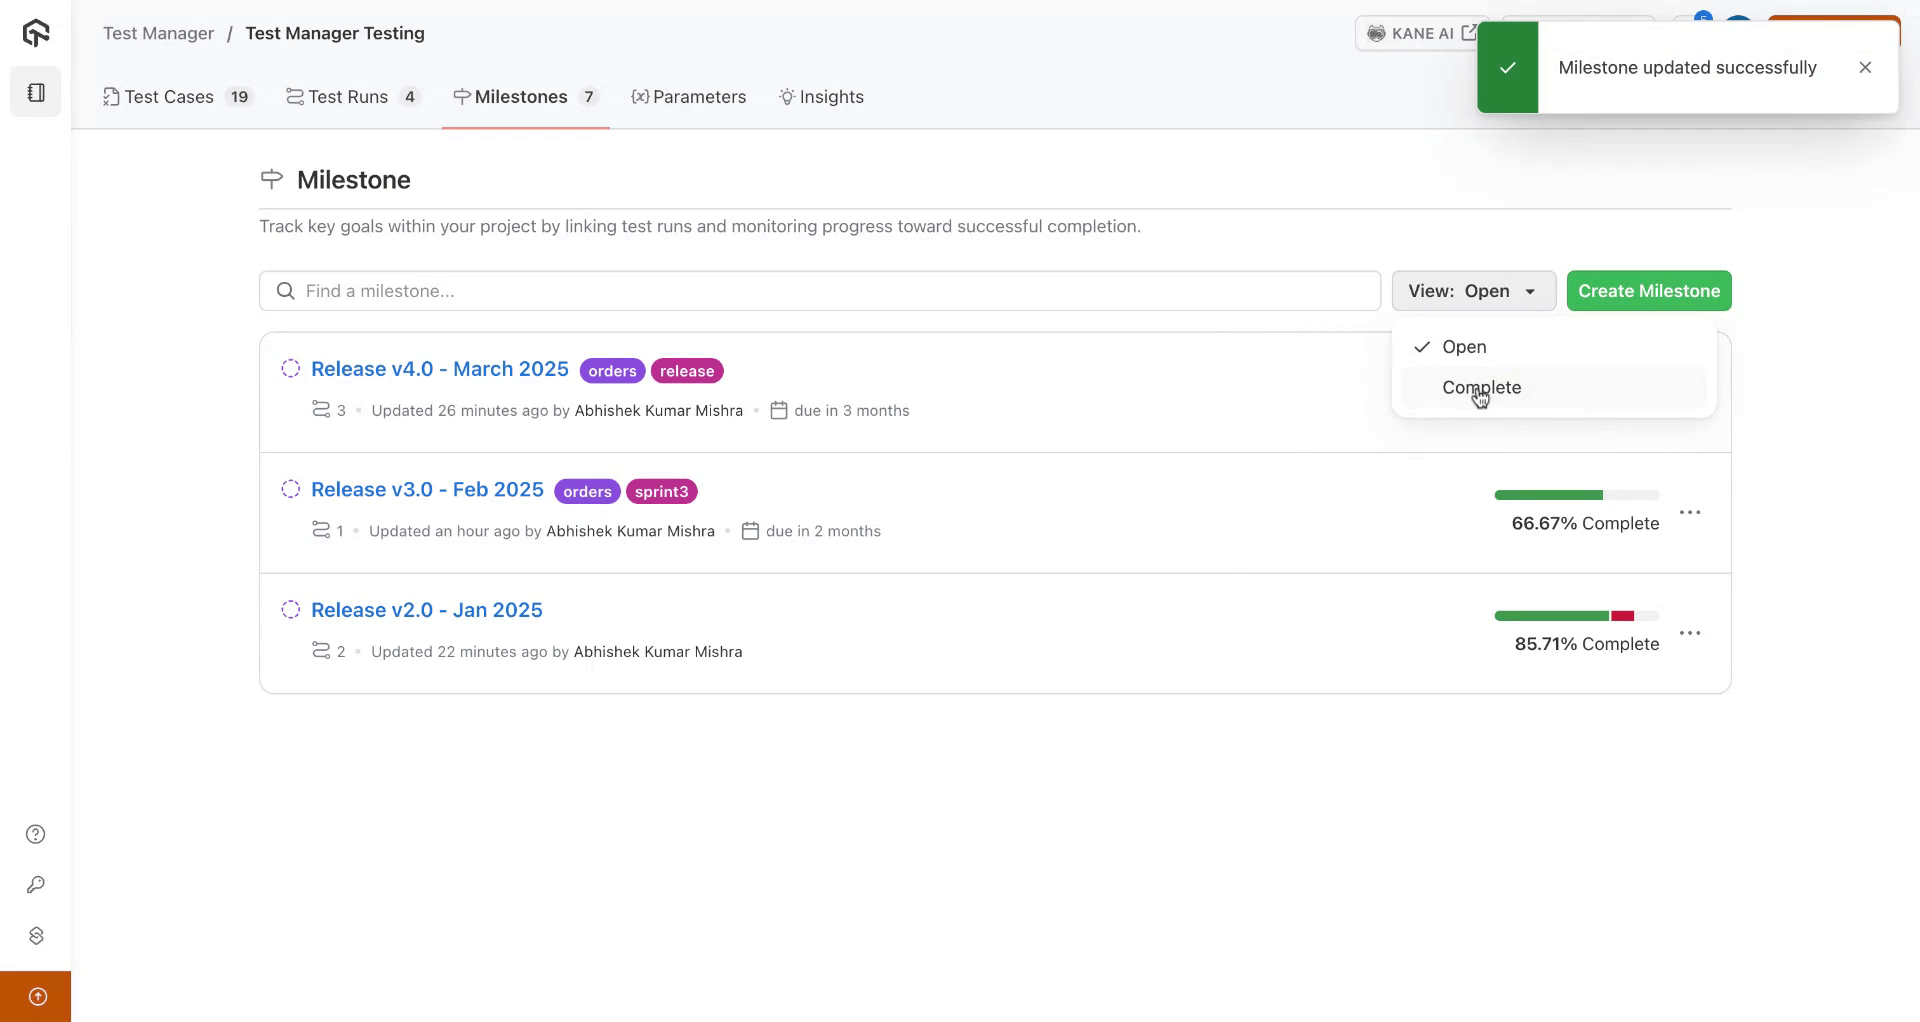 Test Manager / Test Manager Testing
KANE AI
5
Milestone updated successfully
Test Cases 19
Test Runs 4
Milestones 7
{x} Parameters
Insights
Milestone
Track key goals within your project by linking test runs and monitoring progress toward successful completion.
Find a milestone...
View: Open
Create Milestone
Open
Complete
Release v4.0 - March 2025 orders release
3 • Updated 26 minutes ago by Abhishek Kumar Mishra • due in 3 months
Release v3.0 - Feb 2025 orders sprint3
1 • Updated an hour ago by Abhishek Kumar Mishra • due in 2 months
66.67% Complete
Release v2.0 - Jan 2025
2 • Updated 22 minutes ago by Abhishek Kumar Mishra
85.71% Complete